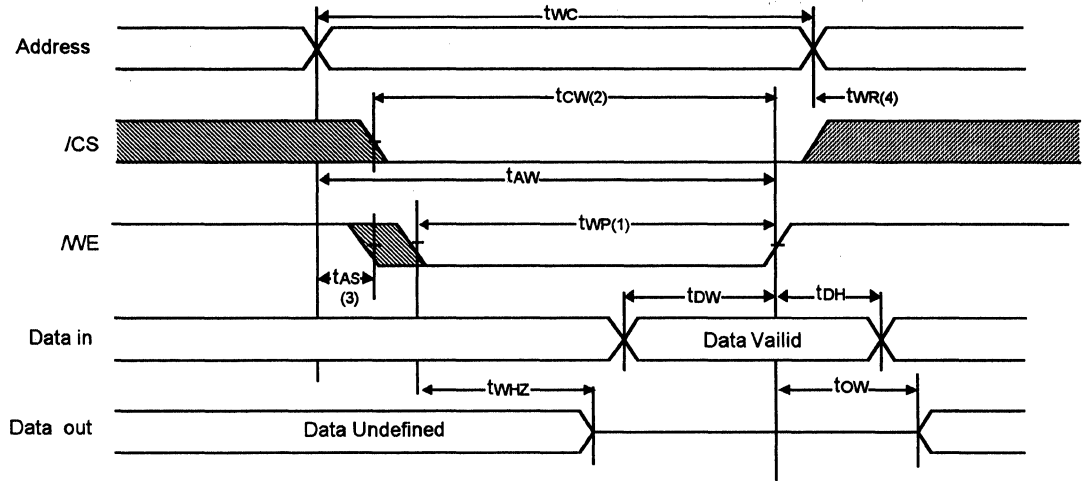 tWC
Address
tCW(2)
tWR(4)
/CS
tAW
tWP(1)
/WE
tAS
(3)
tDW
tDH
Data in
Data Vailid
tWHZ
tOW
Data out
Data Undefined